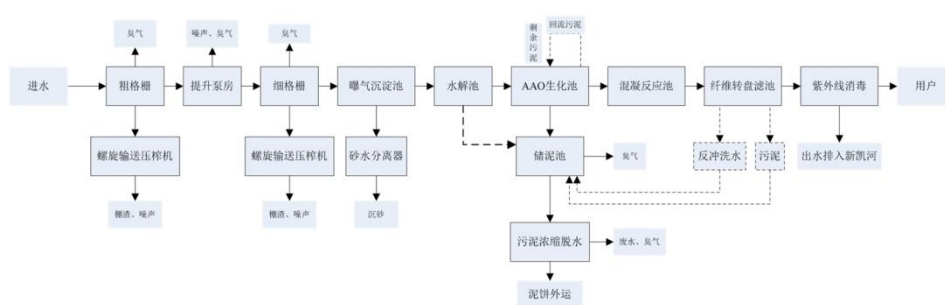 臭气
噪声、臭气
臭气
剩余污泥
回流污泥
进水
粗格栅
提升泵房
细格栅
曝气沉淀池
水解池
AAO生化池
混凝反应池
纤维转盘滤池
紫外线消毒
用户
螺旋输送压榨机
螺旋输送压榨机
砂水分离器
储泥池
臭气
反冲洗水
污泥
出水排入新凯河
栅渣、噪声
栅渣、噪声
沉砂
污泥浓缩脱水
废水、臭气
泥饼外运